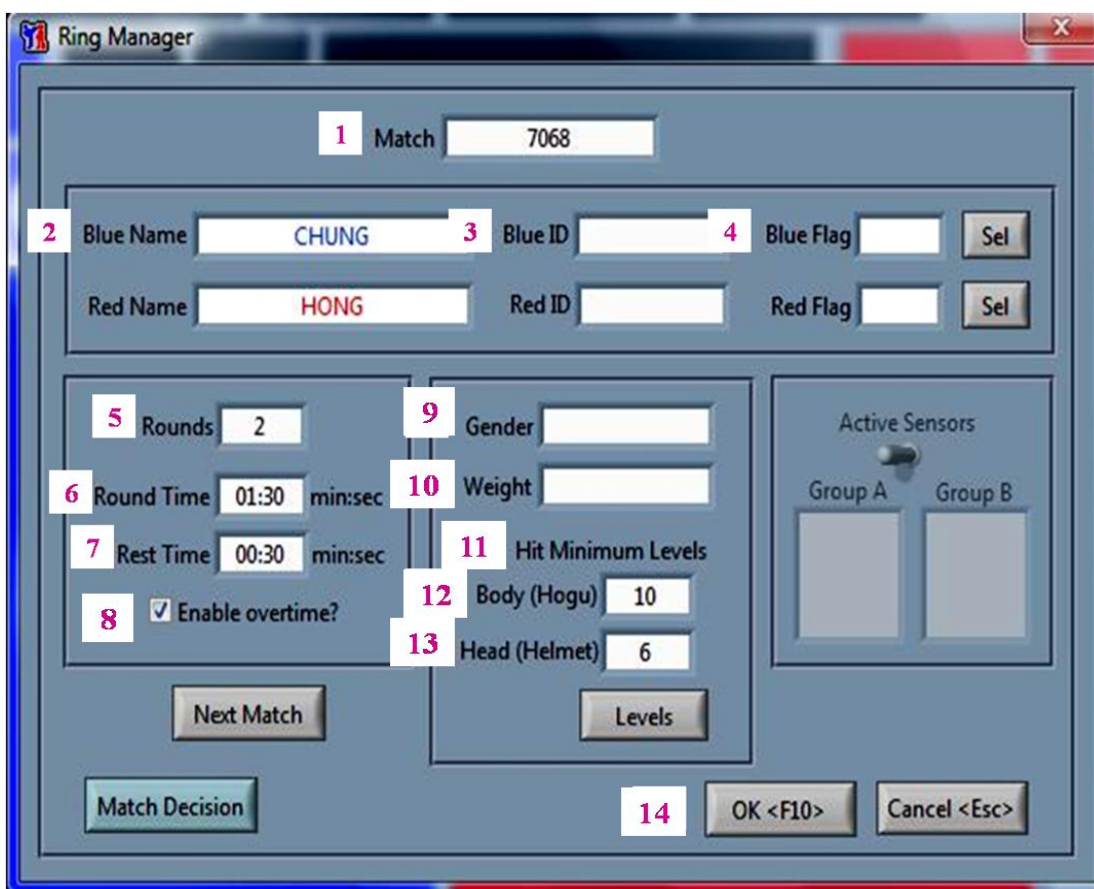 Ring Manager
X
1 Match 7068
2 Blue Name CHUNG 3 Blue ID 4 Blue Flag Sel
Red Name HONG Red ID Red Flag Sel
5 Rounds 2
6 Round Time 01:30 min:sec
7 Rest Time 00:30 min:sec
8 Enable overtime?
Next Match
Match Decision
9 Gender
10 Weight
11 Hit Minimum Levels
12 Body (Hogu) 10
13 Head (Helmet) 6
Levels
Active Sensors
Group A Group B
14 OK <F10> Cancel <Esc>